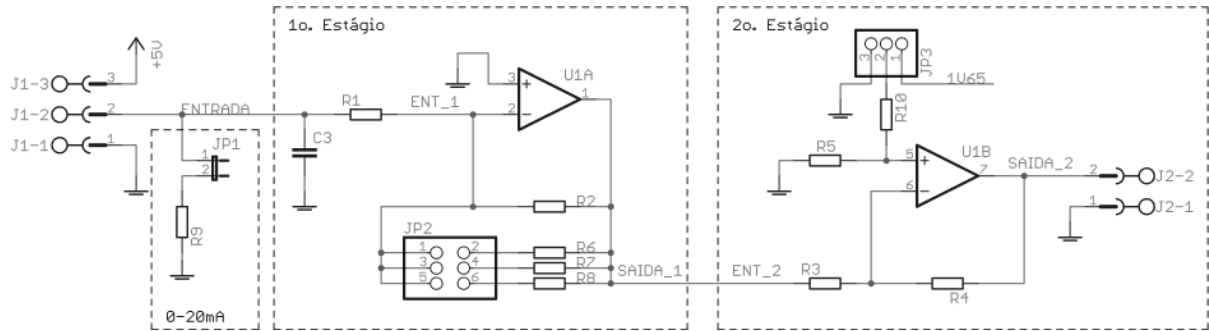 1o. Estágio
2o. Estágio
+5V
J1-3
3
J1-2
2
ENTRADA
J1-1
1
JP1
1
2
R9
0-20mA
C3
R1
ENT_1
3
+
2
-
U1A
1
R2
JP2
1
2
3
4
5
6
R6
R7
R8
SAIDA_1
3
2
1
JP3
1V65
R10
R5
5
+
6
-
U1B
7
SAIDA_2
2
J2-2
1
J2-1
ENT_2
R3
R4